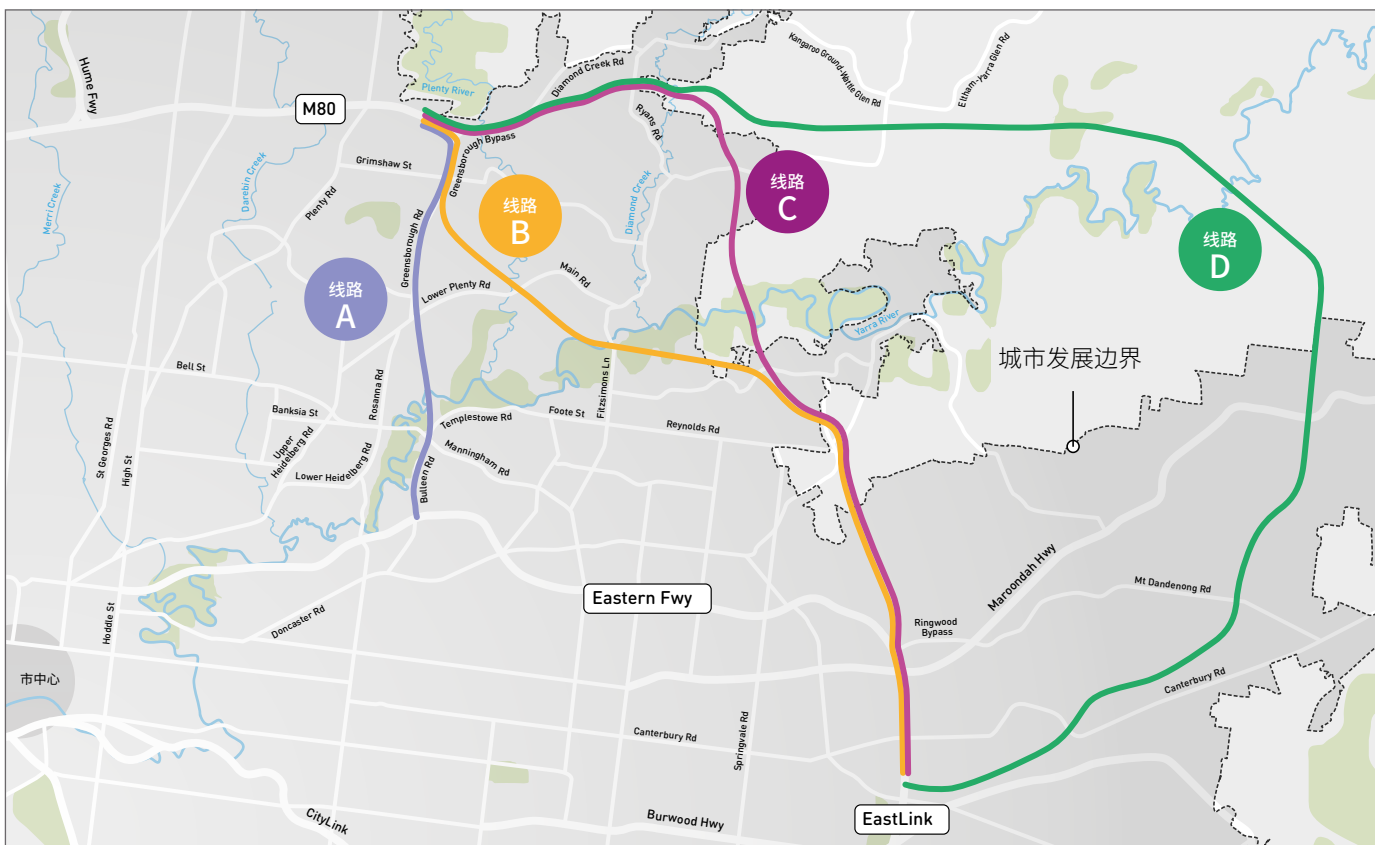 Hume Fwy
M80
Plenty River
Diamond Creek Rd
Kangaroo Ground-Wattle Glen Rd
Eltham-Yarra Glen Rd
Merri Creek
Darebin Creek
Grimshaw St
Plenty Rd
Greensborough Bypass
Greensborough Bypass
Ryans Rd
Diamond Creek
线路
A
线路
B
线路
C
线路
D
Greensborough Rd
Lower Plenty Rd
Main Rd
Yarra River
城市发展边界
Bell St
Rosanna Rd
Banksia St
Upper
Heidelberg Rd
Lower Heidelberg Rd
St Georges Rd
High St
Templestowe Rd
Manningham Rd
Bulleen Rd
Foote St
Fitzsimons Ln
Reynolds Rd
Eastern Fwy
Doncaster Rd
Hoddle St
市中心
Maroondah Hwy
Ringwood
Bypass
Mt Dandenong Rd
Canterbury Rd
Canterbury Rd
Springvale Rd
CityLink
Burwood Hwy
EastLink